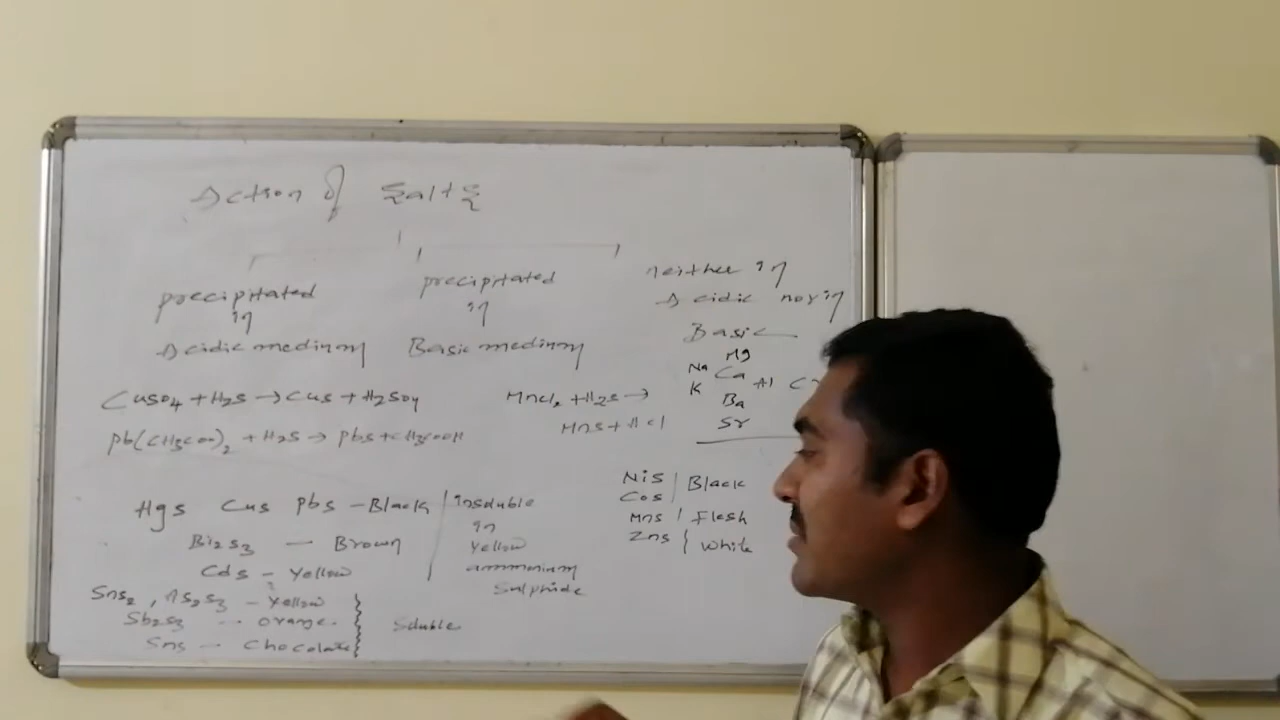 Action of Salts
precipitated
in
Acidic medium
precipitated
in
Basic medium
neither in
Acidic nor in
Basic
Mg
Na Ca Al
K Ba
Sr
CuSO4 + H2S → CuS + H2SO4
Pb(CH3COO)2 + H2S → PbS + CH3COOH
MnCl2 + H2S →
MnS + HCl
HgS CuS PbS - Black
Bi2S3 - Brown
CdS - Yellow
insoluble
in
Yellow
ammonium
Sulphide
SnS2, As2S3 - Yellow
Sb2S3 - orange.
SnS - Chocolate
Soluble
NiS
CoS
Black
MnS | Flesh
ZnS { White